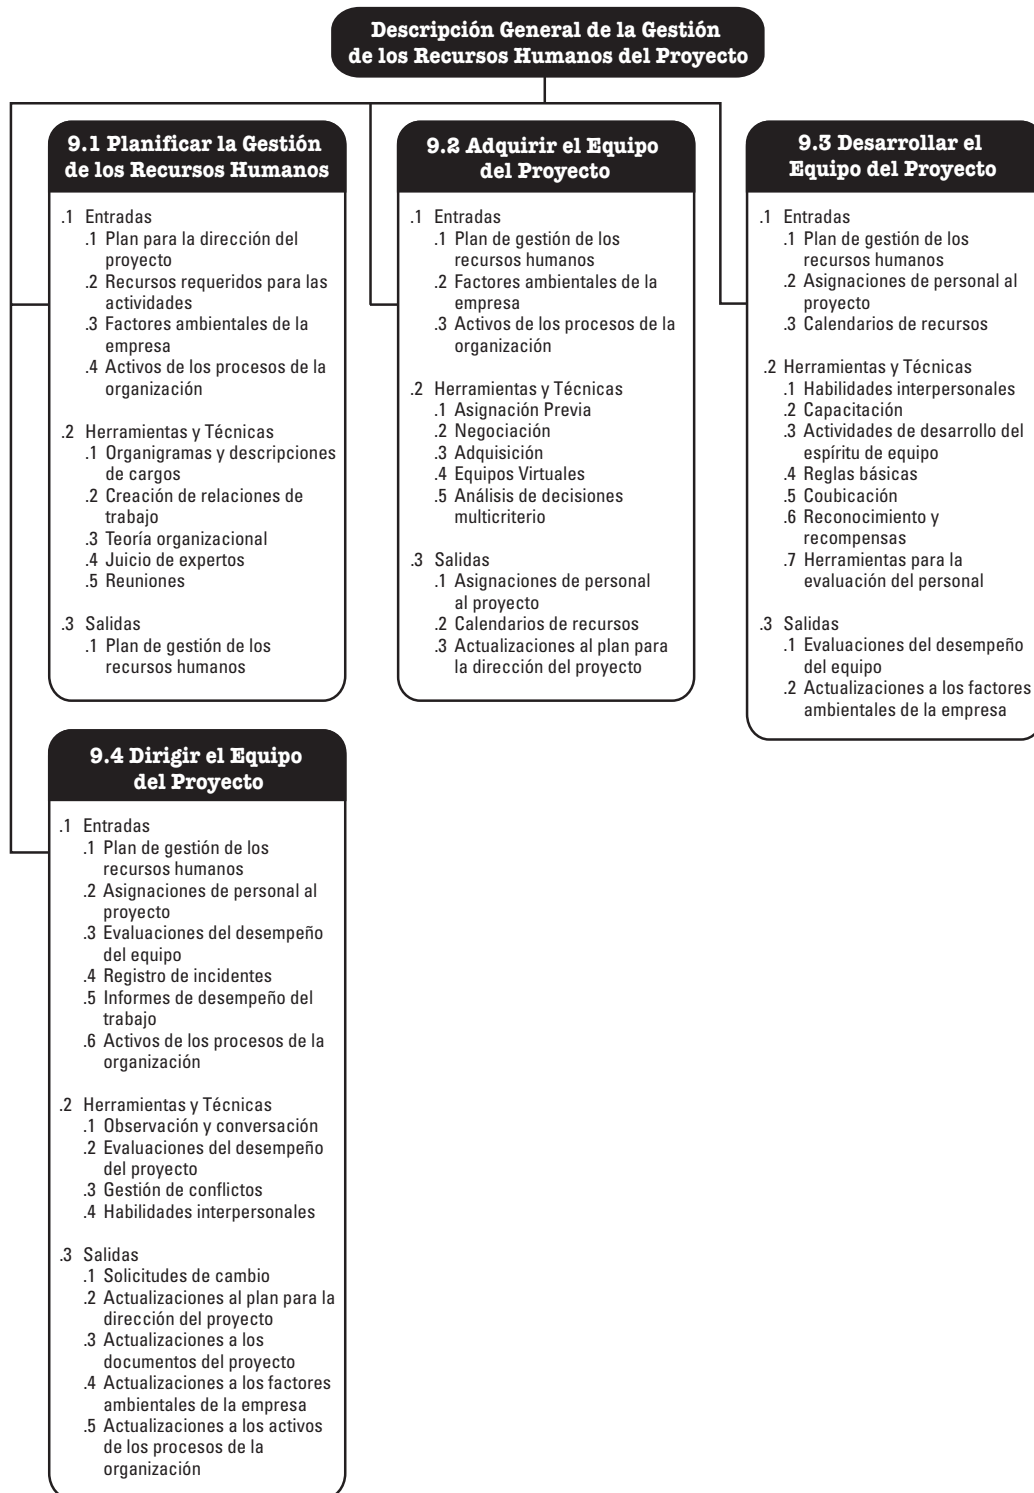 Descripción General de la Gestión
de los Recursos Humanos del Proyecto
9.1 Planificar la Gestión
de los Recursos Humanos
.1 Entradas
.1 Plan para la dirección del
proyecto
.2 Recursos requeridos para las
actividades
.3 Factores ambientales de la
empresa
.4 Activos de los procesos de la
organización
.2 Herramientas y Técnicas
.1 Organigramas y descripciones
de cargos
.2 Creación de relaciones de
trabajo
.3 Teoría organizacional
.4 Juicio de expertos
.5 Reuniones
.3 Salidas
.1 Plan de gestión de los
recursos humanos
9.2 Adquirir el Equipo
del Proyecto
.1 Entradas
.1 Plan de gestión de los
recursos humanos
.2 Factores ambientales de la
empresa
.3 Activos de los procesos de la
organización
.2 Herramientas y Técnicas
.1 Asignación Previa
.2 Negociación
.3 Adquisición
.4 Equipos Virtuales
.5 Análisis de decisiones
multicriterio
.3 Salidas
.1 Asignaciones de personal
al proyecto
.2 Calendarios de recursos
.3 Actualizaciones al plan para
la dirección del proyecto
9.3 Desarrollar el
Equipo del Proyecto
.1 Entradas
.1 Plan de gestión de los
recursos humanos
.2 Asignaciones de personal al
proyecto
.3 Calendarios de recursos
.2 Herramientas y Técnicas
.1 Habilidades interpersonales
.2 Capacitación
.3 Actividades de desarrollo del
espíritu de equipo
.4 Reglas básicas
.5 Coubicación
.6 Reconocimiento y
recompensas
.7 Herramientas para la
evaluación del personal
.3 Salidas
.1 Evaluaciones del desempeño
del equipo
.2 Actualizaciones a los factores
ambientales de la empresa
9.4 Dirigir el Equipo
del Proyecto
.1 Entradas
.1 Plan de gestión de los
recursos humanos
.2 Asignaciones de personal al
proyecto
.3 Evaluaciones del desempeño
del equipo
.4 Registro de incidentes
.5 Informes de desempeño del
trabajo
.6 Activos de los procesos de la
organización
.2 Herramientas y Técnicas
.1 Observación y conversación
.2 Evaluaciones del desempeño
del proyecto
.3 Gestión de conflictos
.4 Habilidades interpersonales
.3 Salidas
.1 Solicitudes de cambio
.2 Actualizaciones al plan para la
dirección del proyecto
.3 Actualizaciones a los
documentos del proyecto
.4 Actualizaciones a los factores
ambientales de la empresa
.5 Actualizaciones a los activos
de los procesos de la
organización